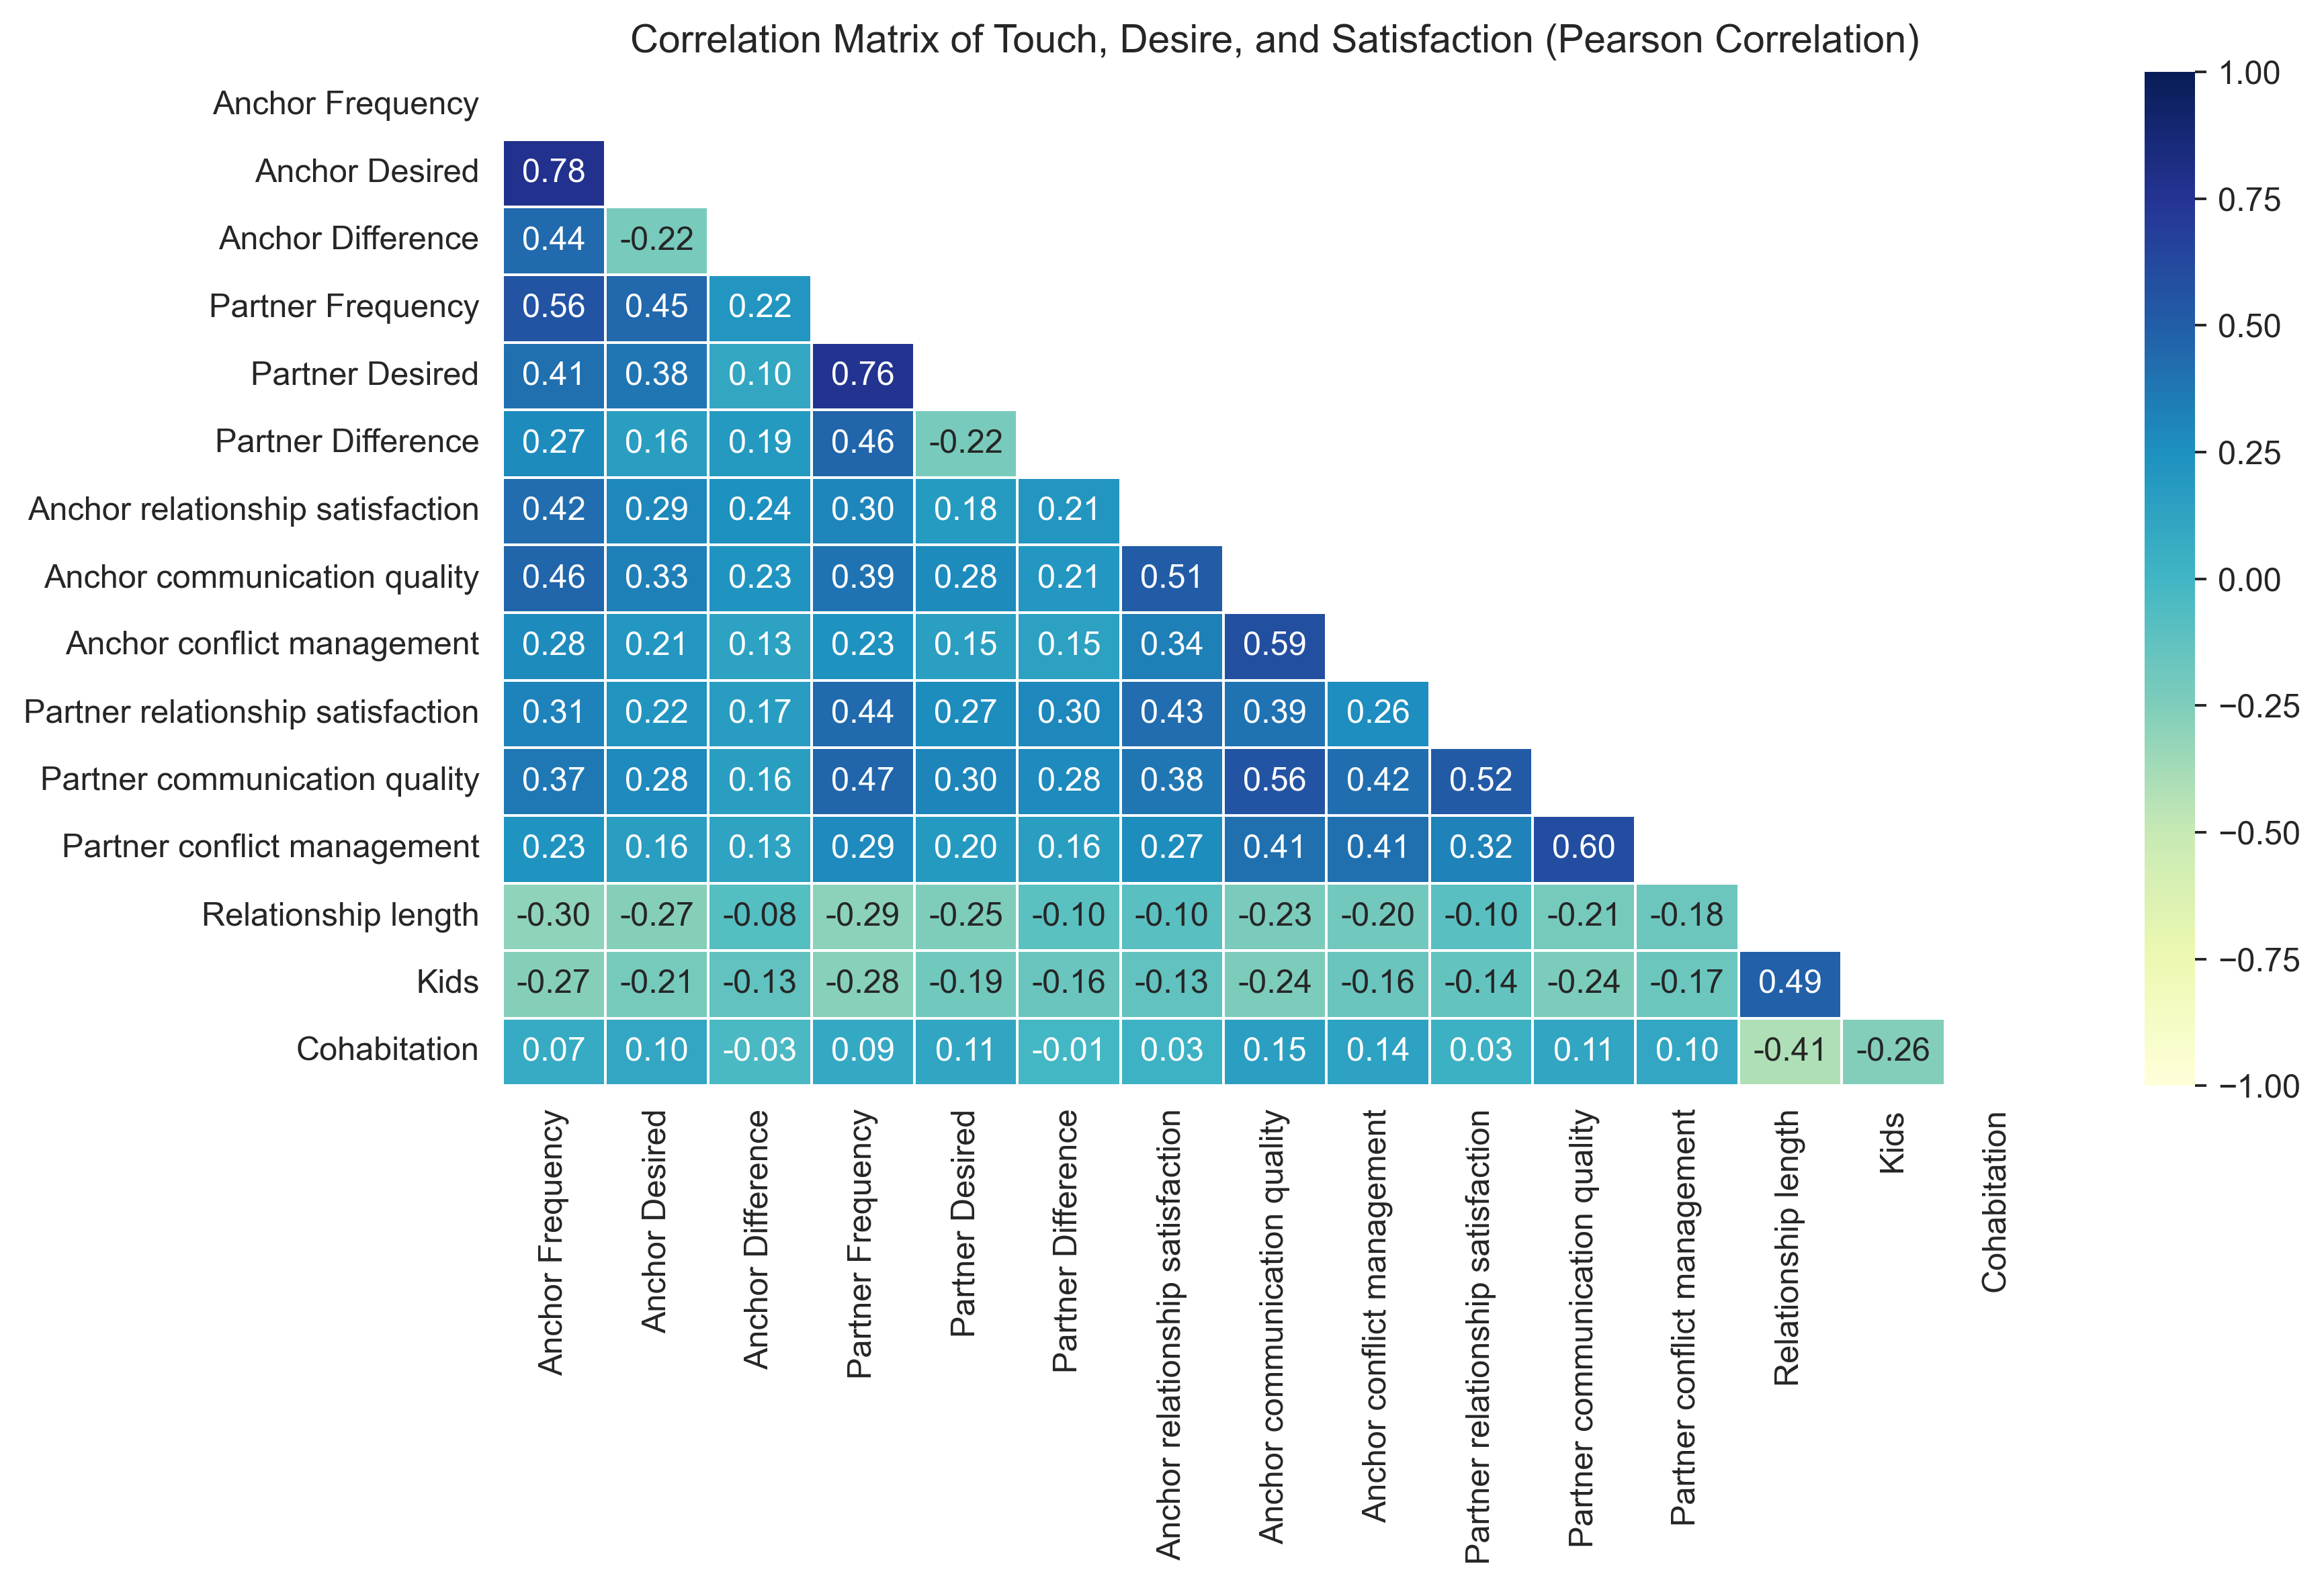 Correlation Matrix of Touch, Desire, and Satisfaction (Pearson Correlation)
Anchor Frequency
Anchor Desired 0.78
Anchor Difference 0.44 -0.22
Partner Frequency 0.56 0.45 0.22
Partner Desired 0.41 0.38 0.10 0.76
Partner Difference 0.27 0.16 0.19 0.46 -0.22
Anchor relationship satisfaction 0.42 0.29 0.24 0.30 0.18 0.21
Anchor communication quality 0.46 0.33 0.23 0.39 0.28 0.21 0.51
Anchor conflict management 0.28 0.21 0.13 0.23 0.15 0.15 0.34 0.59
Partner relationship satisfaction 0.31 0.22 0.17 0.44 0.27 0.30 0.43 0.39 0.26
Partner communication quality 0.37 0.28 0.16 0.47 0.30 0.28 0.38 0.56 0.42 0.52
Partner conflict management 0.23 0.16 0.13 0.29 0.20 0.16 0.27 0.41 0.41 0.32 0.60
Relationship length -0.30 -0.27 -0.08 -0.29 -0.25 -0.10 -0.10 -0.23 -0.20 -0.10 -0.21 -0.18
Kids -0.27 -0.21 -0.13 -0.28 -0.19 -0.16 -0.13 -0.24 -0.16 -0.14 -0.24 -0.17 0.49
Cohabitation 0.07 0.10 -0.03 0.09 0.11 -0.01 0.03 0.15 0.14 0.03 0.11 0.10 -0.41 -0.26
Anchor Frequency
Anchor Desired
Anchor Difference
Partner Frequency
Partner Desired
Partner Difference
Anchor relationship satisfaction
Anchor communication quality
Anchor conflict management
Partner relationship satisfaction
Partner communication quality
Partner conflict management
Relationship length
Kids
Cohabitation
1.00
0.75
0.50
0.25
0.00
−0.25
−0.50
−0.75
−1.00